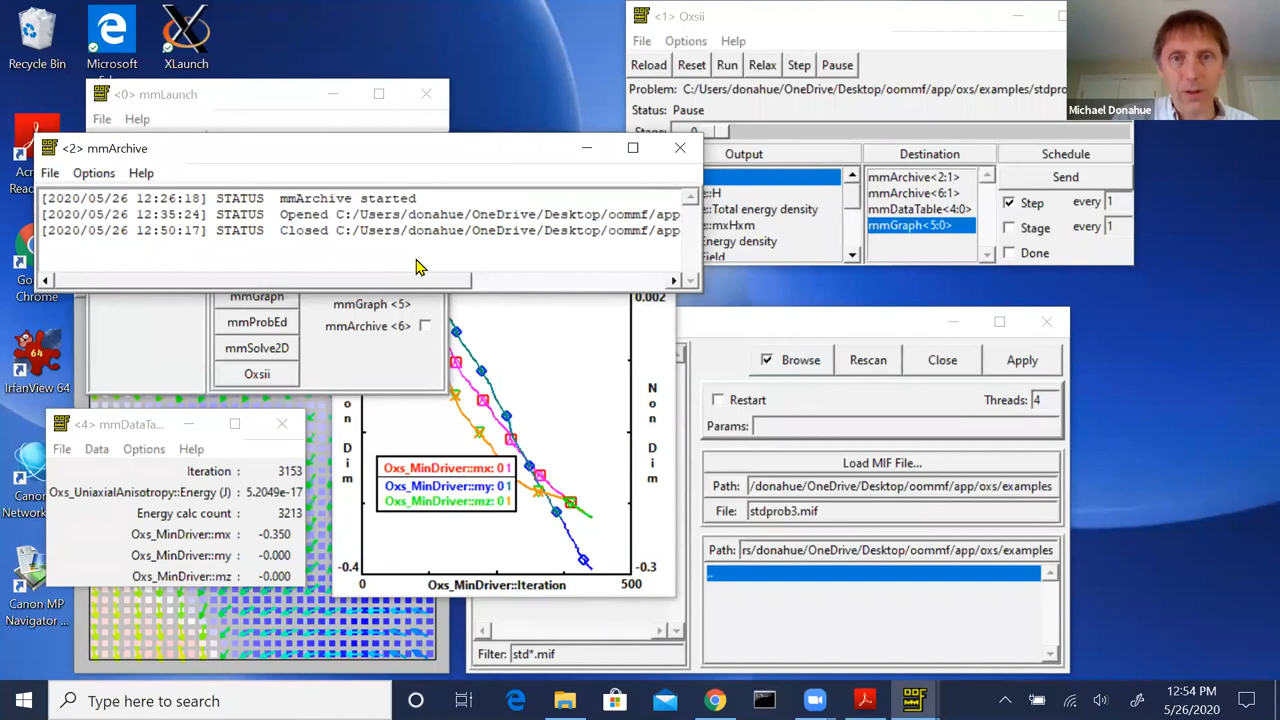 Recycle Bin
Microsoft
XLaunch
<0> mmLaunch
File Help
<2> mmArchive
File Options Help
[2020/05/26 12:26:18] STATUS mmArchive started
[2020/05/26 12:35:24] STATUS Opened C:/Users/donahue/OneDrive/Desktop/oommf/app
[2020/05/26 12:50:17] STATUS Closed C:/Users/donahue/OneDrive/Desktop/oommf/app
mmGraph
mmProbEd
mmSolve2D
Oxsii
mmGraph <5>
mmArchive <6>
<1> Oxsii
File Options Help
Reload Reset Run Relax Step Pause
Problem: C:/Users/donahue/OneDrive/Desktop/oommf/app/oxs/examples/stdpro
Status: Pause
Stage: 0
Output Destination Schedule
::H
::Total energy density
::mxHxm
Energy density
mmArchive<2:1>
mmArchive<6:1>
mmDataTable<4:0>
mmGraph<5:0>
Send
Step every 1
Stage every 1
Done
Michael Donahue
Chrome
IrfanView 64
Canon MP
Navigator ...
<4> mmDataTa...
File Data Options Help
Iteration : 3153
Oxs_UniaxialAnisotropy::Energy (J) : 5.2049e-17
Energy calc count : 3213
Oxs_MinDriver::mx : -0.350
Oxs_MinDriver::my : -0.000
Oxs_MinDriver::mz : -0.000
0.002
Non Dim
Oxs_MinDriver::mx: 0 1
Oxs_MinDriver::my: 0 1
Oxs_MinDriver::mz: 0 1
-0.4
-0.3
0
Oxs_MinDriver::Iteration
500
Browse Rescan Close Apply
Restart Threads: 4
Params:
Load MIF File...
Path: /donahue/OneDrive/Desktop/oommf/app/oxs/examples
File: stdprob3.mif
Path: rs/donahue/OneDrive/Desktop/oommf/app/oxs/examples
..
Filter: std*.mif
Type here to search
12:54 PM
5/26/2020